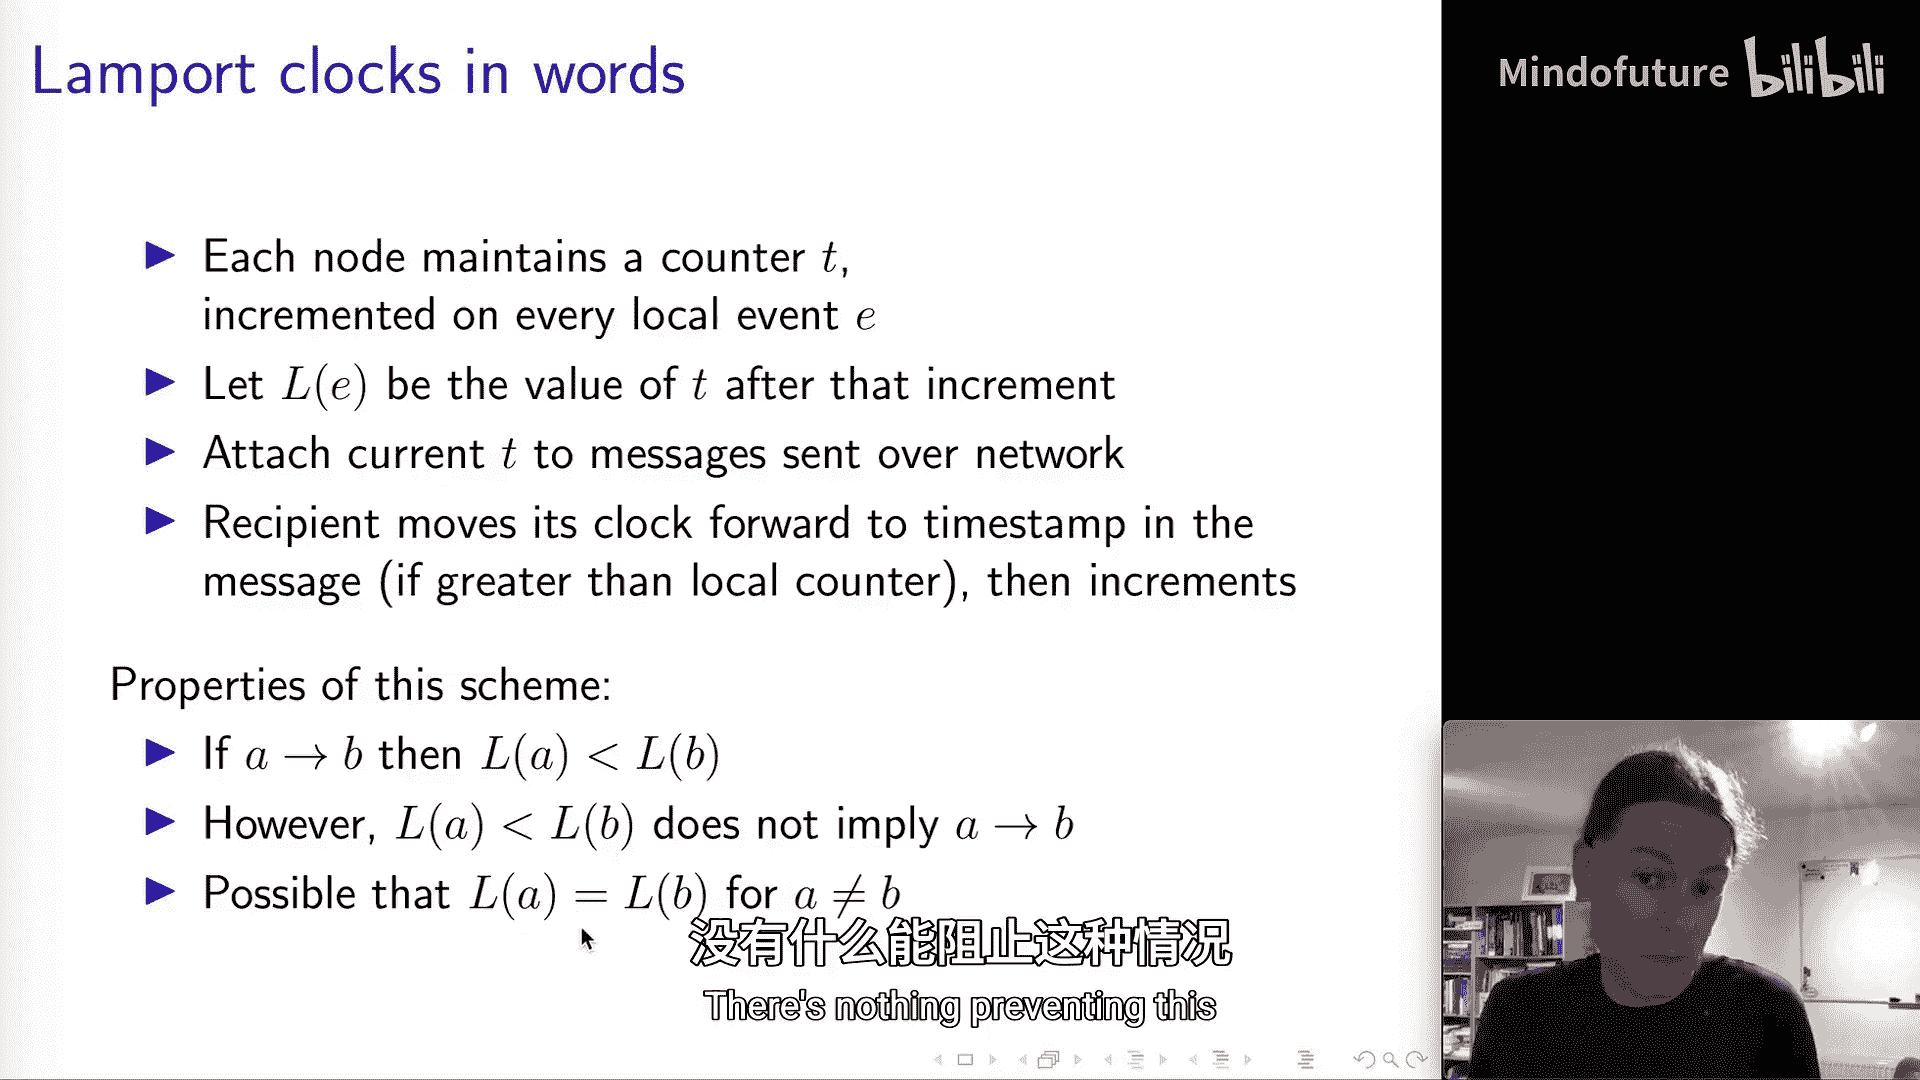 Lamport clocks in words
Mindofuture bilibili
▶ Each node maintains a counter t,
incremented on every local event e
▶ Let L(e) be the value of t after that increment
▶ Attach current t to messages sent over network
▶ Recipient moves its clock forward to timestamp in the
message (if greater than local counter), then increments
Properties of this scheme:
▶ If a → b then L(a) < L(b)
▶ However, L(a) < L(b) does not imply a → b
▶ Possible that L(a) = L(b) for a ≠ b
没有什么能阻止这种情况
There's nothing preventing this